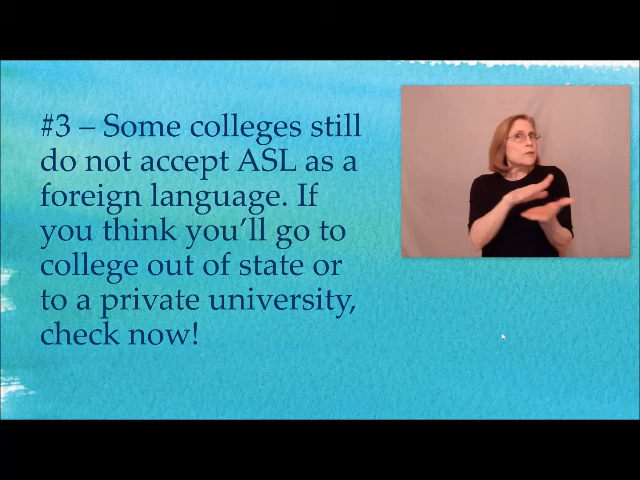 #3 – Some colleges still
do not accept ASL as a
foreign language. If
you think you’ll go to
college out of state or
to a private university,
check now!